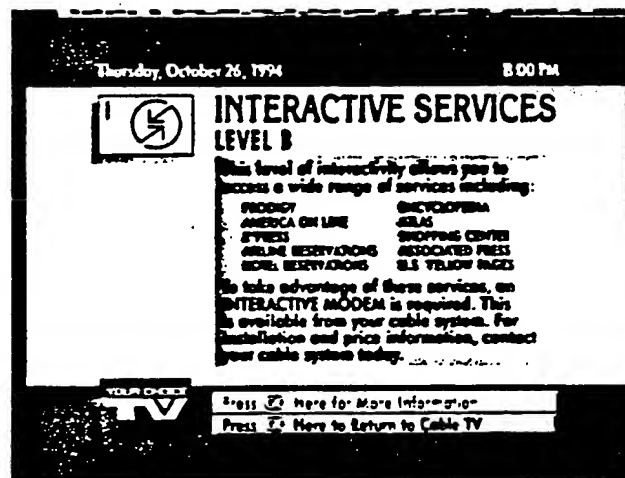 Thursday, October 26, 1994 8:00 PM
INTERACTIVE SERVICES
LEVEL B
This level of interactivity allows you to
access a wide range of services including:
PRODIGY ENCYCLOPEDIA
AMERICA ON LINE ATLAS
X*PRESS SHOPPING CENTER
AIRLINE RESERVATIONS ASSOCIATED PRESS
HOTEL RESERVATIONS U.S. YELLOW PAGES
To take advantage of these services, an
INTERACTIVE MODEM is required. This
is available from your cable system. For
installation and price information, contact
your cable system today.
YOUR CHOICE
TV
Press Here for More Information
Press Here to Return to Cable TV